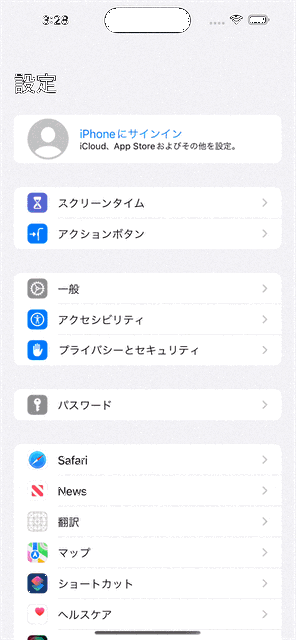 3:28
設定
iPhoneにサインイン
iCloud、App Storeおよびその他を設定。
スクリーンタイム
アクションボタン
一般
アクセシビリティ
プライバシーとセキュリティ
パスワード
Safari
News
翻訳
マップ
ショートカット
ヘルスケア